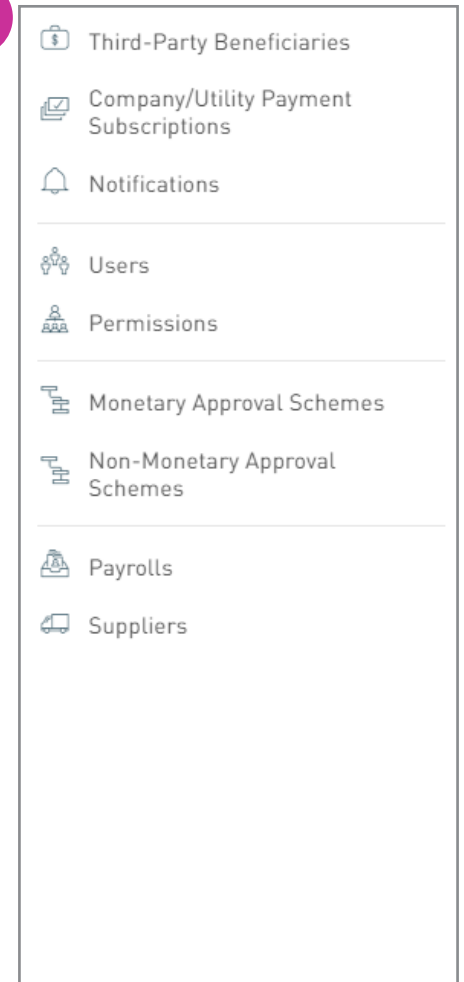 Third-Party Beneficiaries
Company/Utility Payment
Subscriptions
Notifications
Users
Permissions
Monetary Approval Schemes
Non-Monetary Approval
Schemes
Payrolls
Suppliers